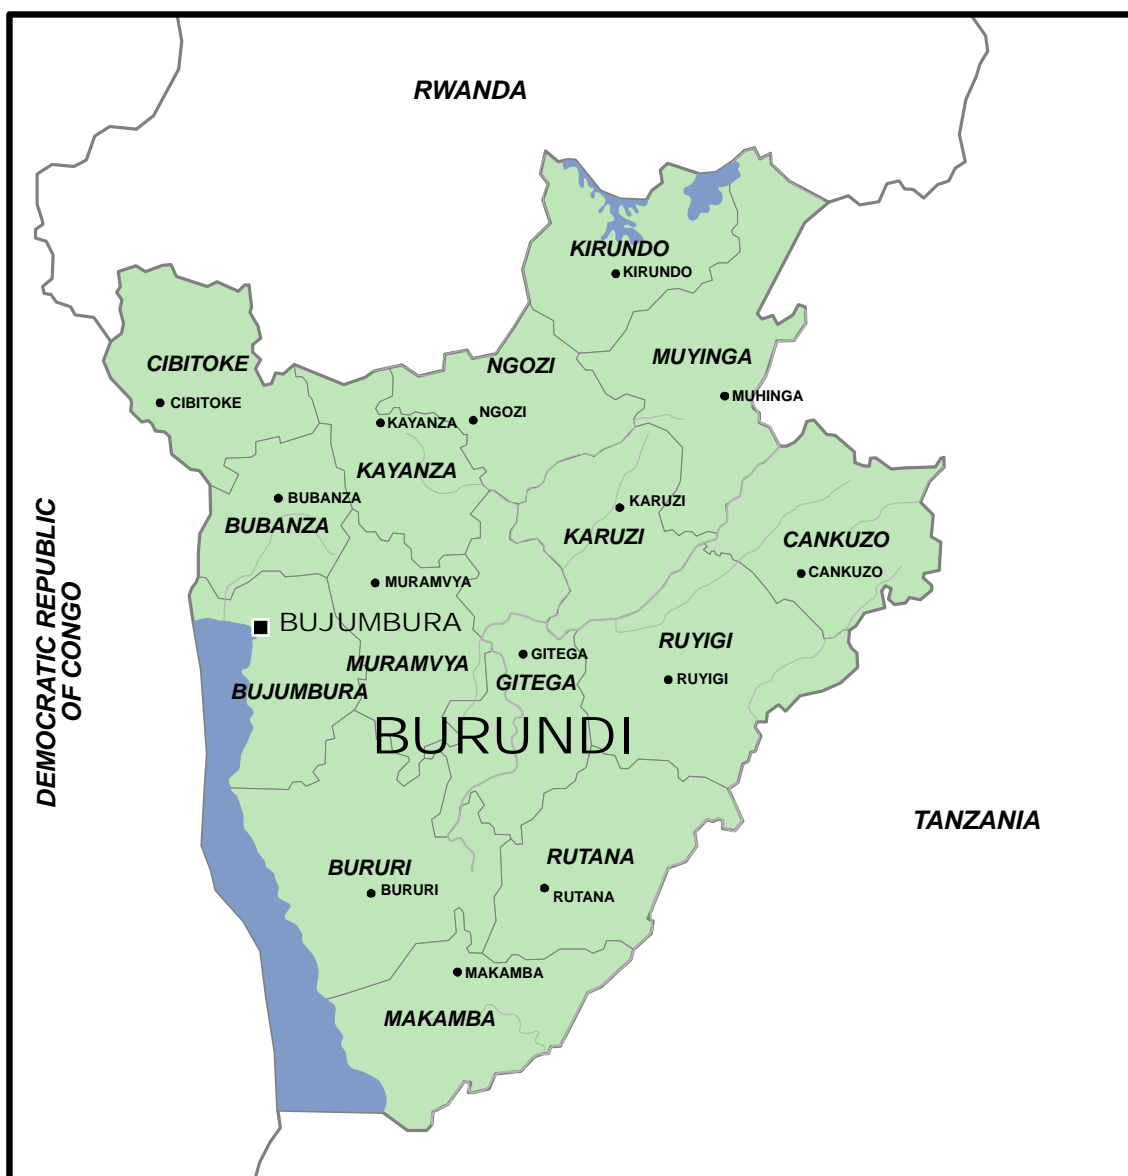 RWANDA
KIRUNDO
KIRUNDO
MUYINGA
NGOZI
CIBITOKE
MUHINGA
CIBITOKE
NGOZI
KAYANZA
KAYANZA
BUBANZA
KARUZI
BUBANZA
KARUZI
CANKUZO
CANKUZO
MURAMVYA
DEMOCRATIC REPUBLIC
OF CONGO
BUJUMBURA
RUYIGI
GITEGA
MURAMVYA
RUYIGI
GITEGA
BUJUMBURA
BURUNDI
TANZANIA
RUTANA
BURURI
BURURI
RUTANA
MAKAMBA
MAKAMBA